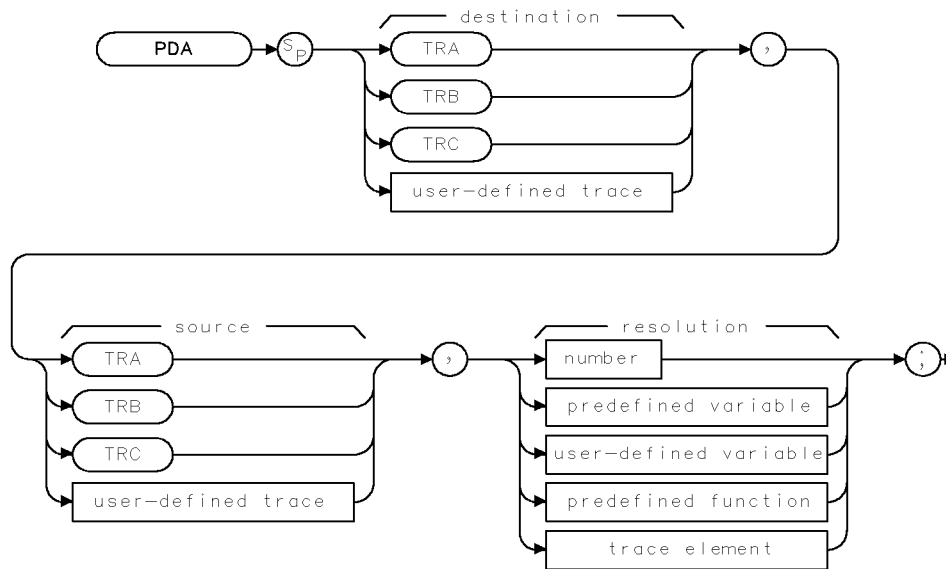 destination
PDA SP TRA ,
TRB
TRC
user-defined trace
source resolution
TRA , number ;
TRB predefined variable
TRC user-defined variable
user-defined trace predefined function
trace element